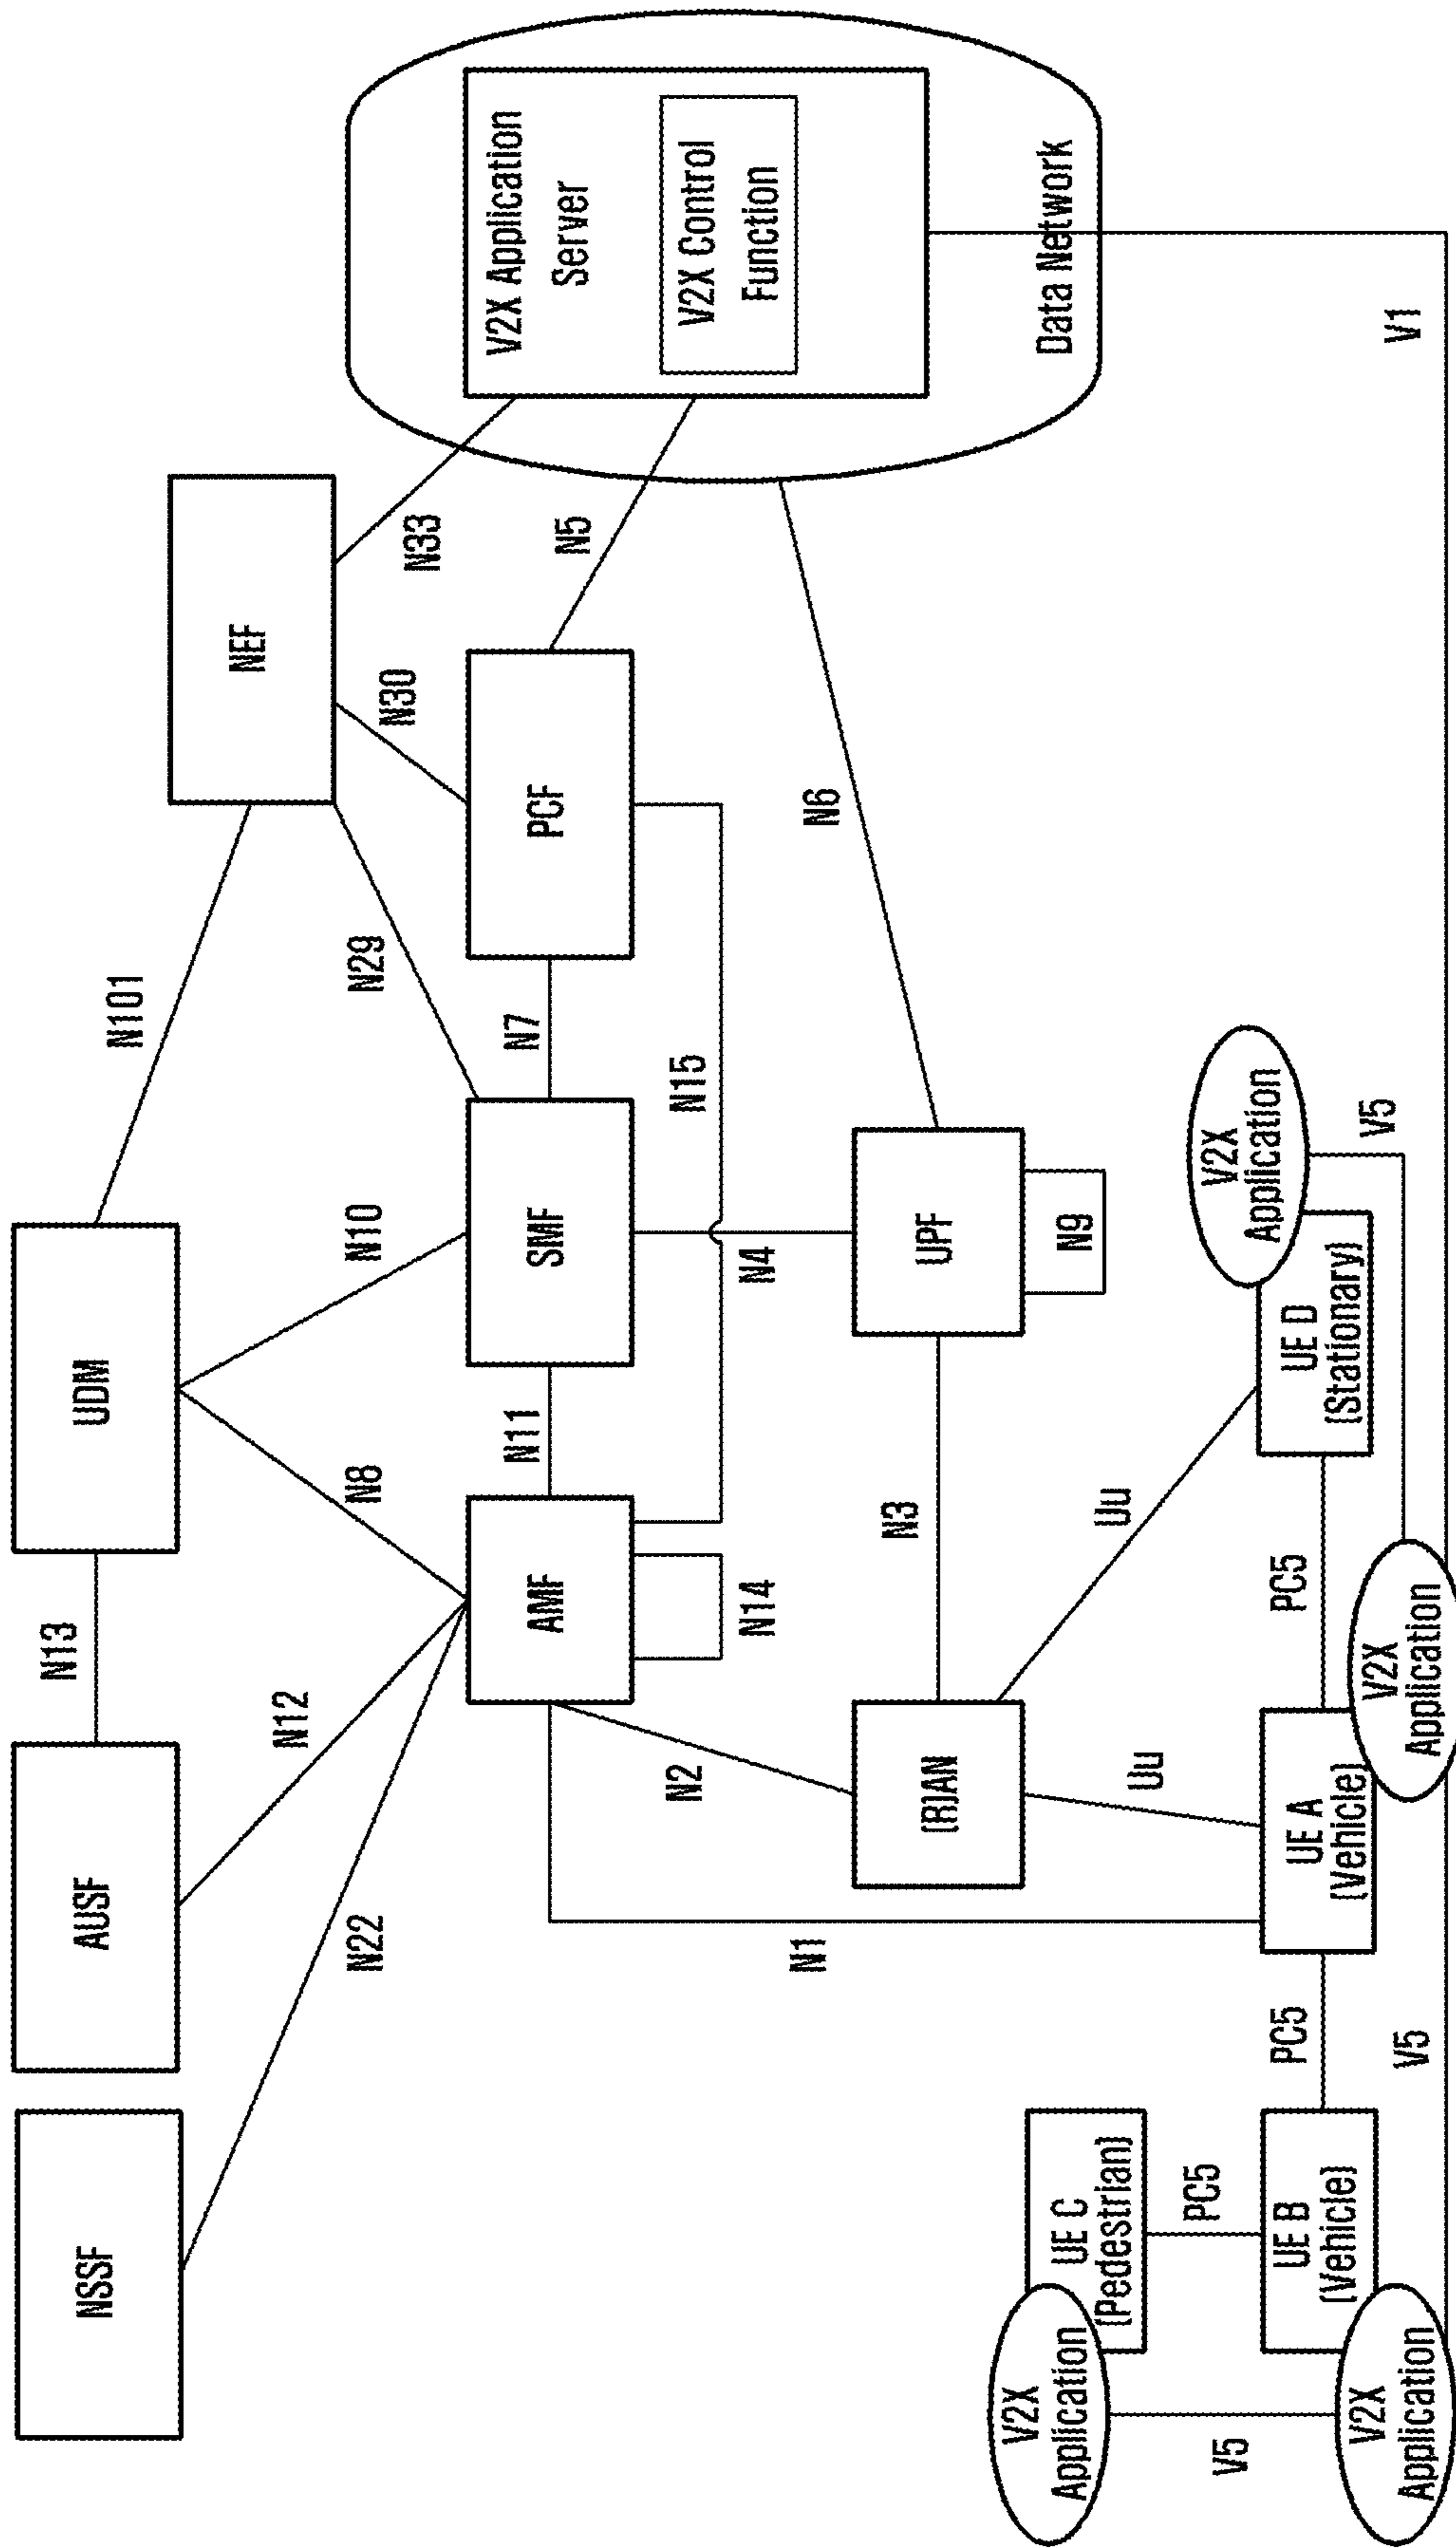 NSSF
AUSF
N13
UDM
N101
NEF
N22
N12
N8
N10
N29
N30
N33
AMF
N11
SMF
N7
PCF
N5
V2X Application
Server
V2X Control
Function
Data Network
N14
N15
N4
N2
N1
(R)AN
N3
UPF
N6
N9
Uu
Uu
V2X
Application
UE C
(Pedestrian)
PC5
V5
V2X
Application
UE B
(Vehicle)
PC5
UE A
(Vehicle)
PC5
UE D
(Stationary)
V2X
Application
V5
V2X
Application
V5
V1